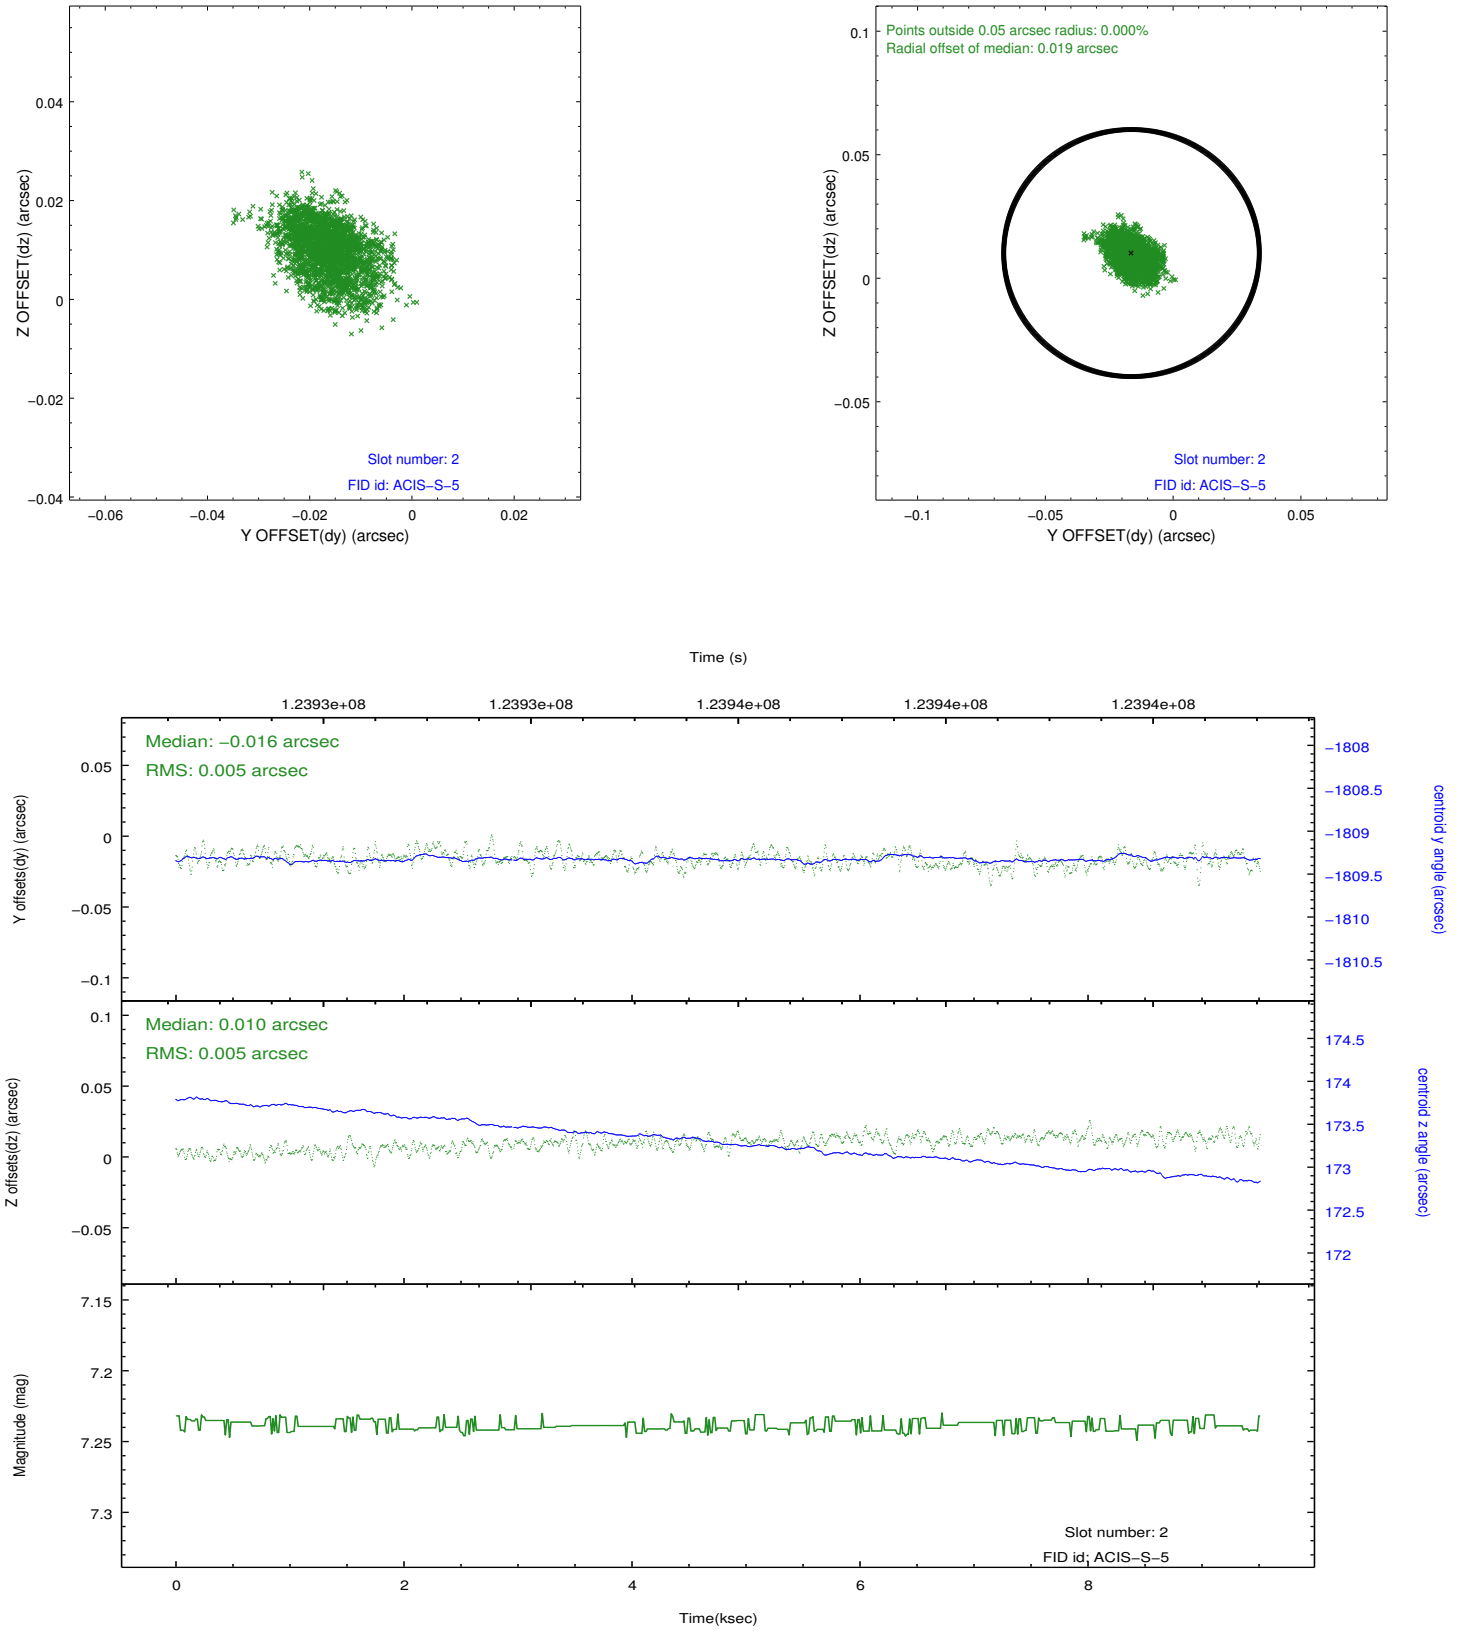 0.04
0.02
0
−0.02
−0.04
Z OFFSET(dz) (arcsec)
Slot number: 2
FID id: ACIS−S−5
−0.06
−0.04
−0.02
0
0.02
Y OFFSET(dy) (arcsec)
Points outside 0.05 arcsec radius: 0.000%
Radial offset of median: 0.019 arcsec
0.1
0.05
0
−0.05
Z OFFSET(dz) (arcsec)
Slot number: 2
FID id: ACIS−S−5
−0.1
−0.05
0
0.05
Y OFFSET(dy) (arcsec)
Time (s)
1.2393e+08
1.2393e+08
1.2394e+08
1.2394e+08
1.2394e+08
Median: −0.016 arcsec
RMS: 0.005 arcsec
0.05
0
−0.05
−0.1
Y offsets(dy) (arcsec)
−1808
−1808.5
−1809
−1809.5
−1810
−1810.5
centroid y angle (arcsec)
Median: 0.010 arcsec
RMS: 0.005 arcsec
0.1
0.05
0
−0.05
Z offsets(dz) (arcsec)
174.5
174
173.5
173
172.5
172
centroid z angle (arcsec)
7.15
7.2
7.25
7.3
Magnitude (mag)
Slot number: 2
FID id: ACIS−S−5
0
2
4
6
8
Time(ksec)